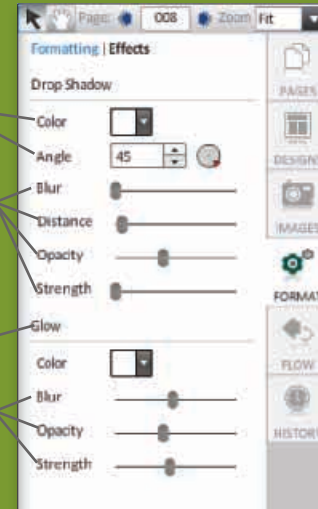 Page: 008 Zoom Fit
Formatting | Effects
Drop Shadow
Color
Angle 45
Blur
Distance
Opacity
Strength
Glow
Color
Blur
Opacity
Strength
PAGES
DESIGNS
IMAGES
FORMAT
FLOW
HISTORY